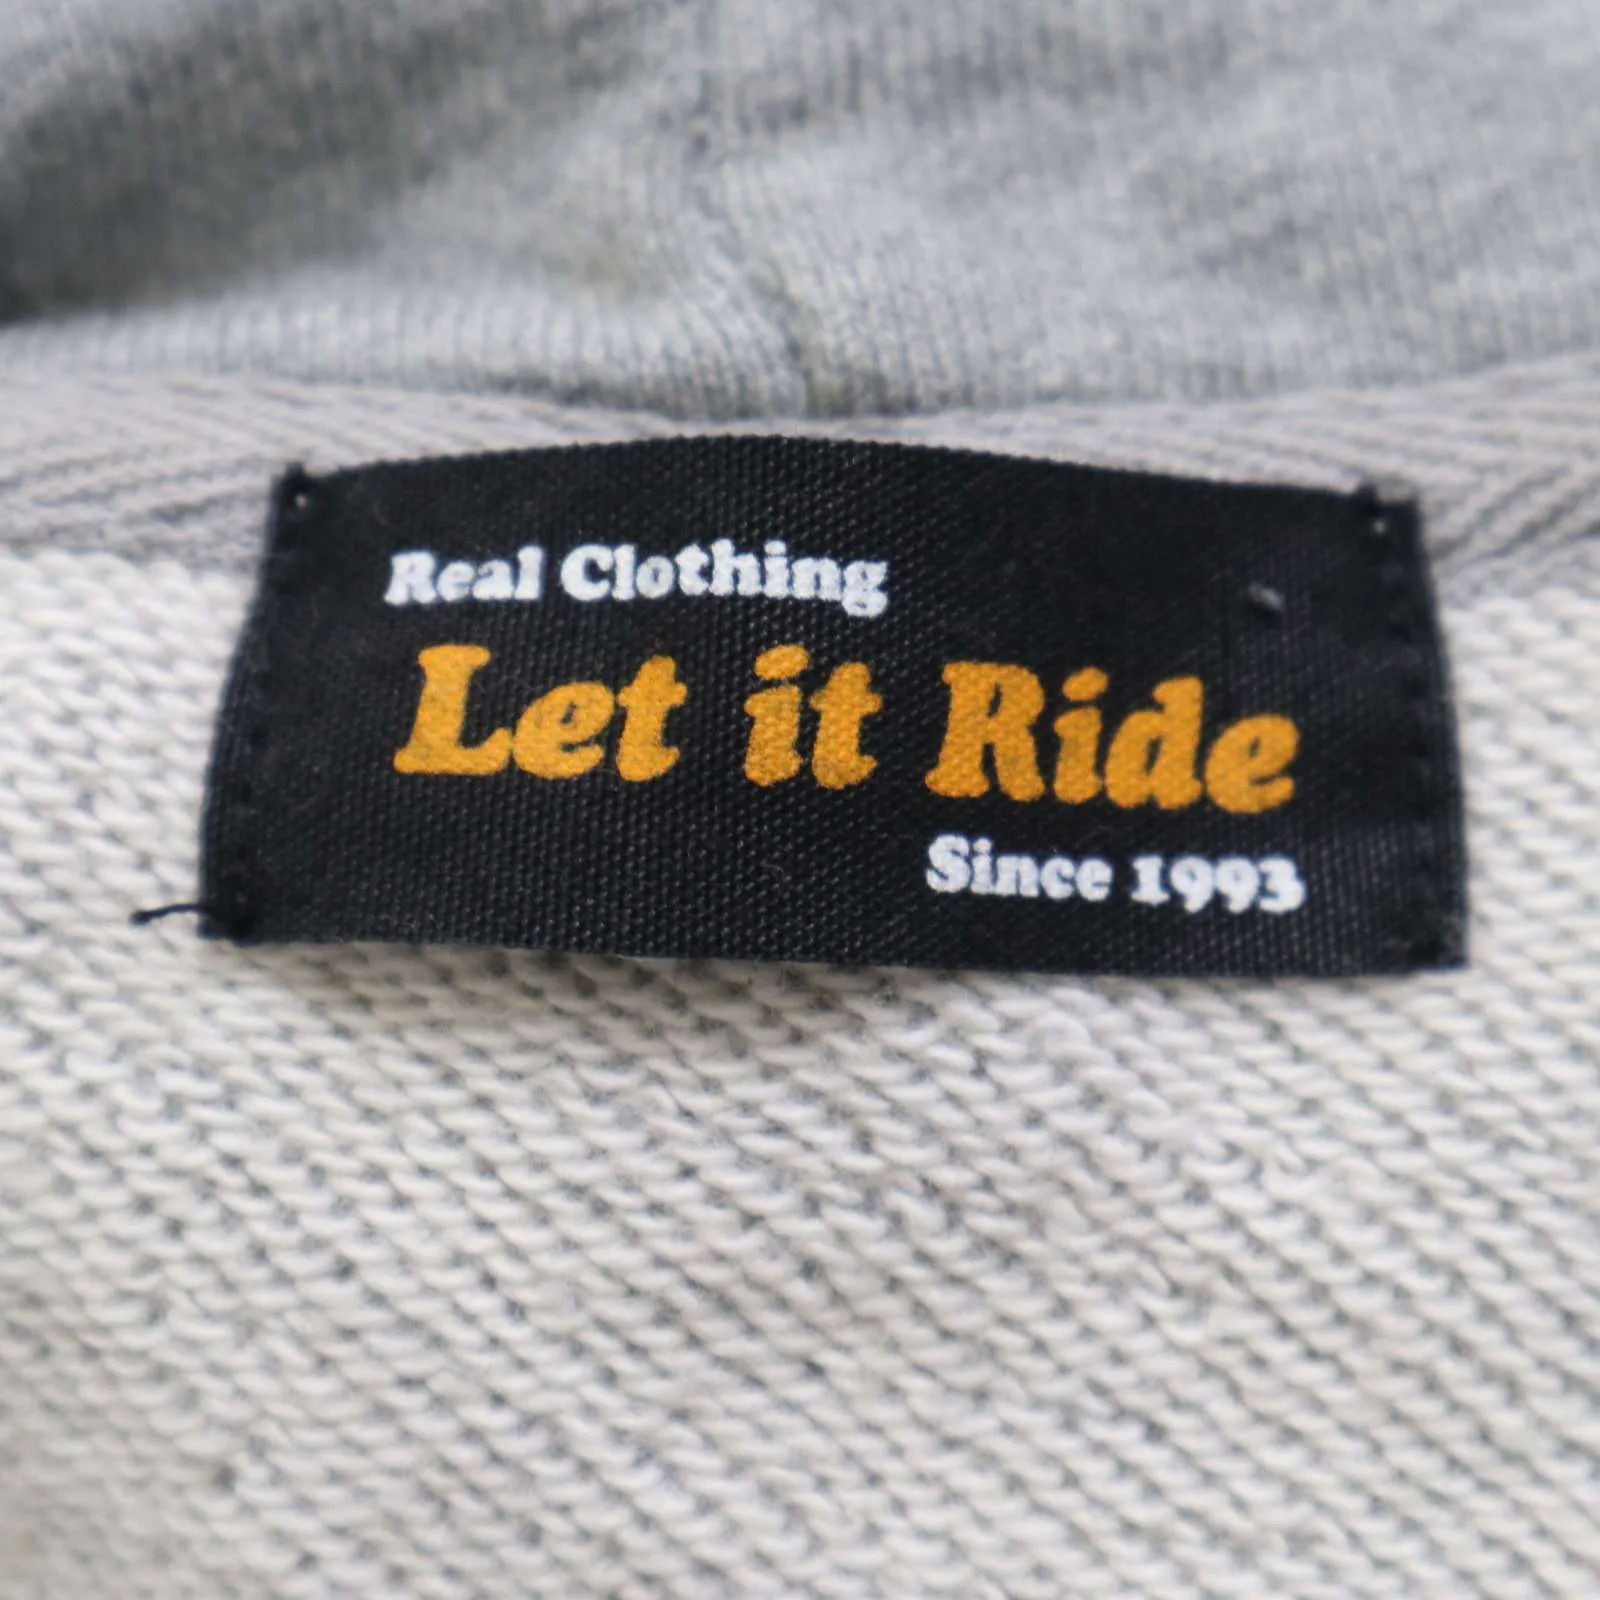 Real Clothing
Let it Ride
Since 1993